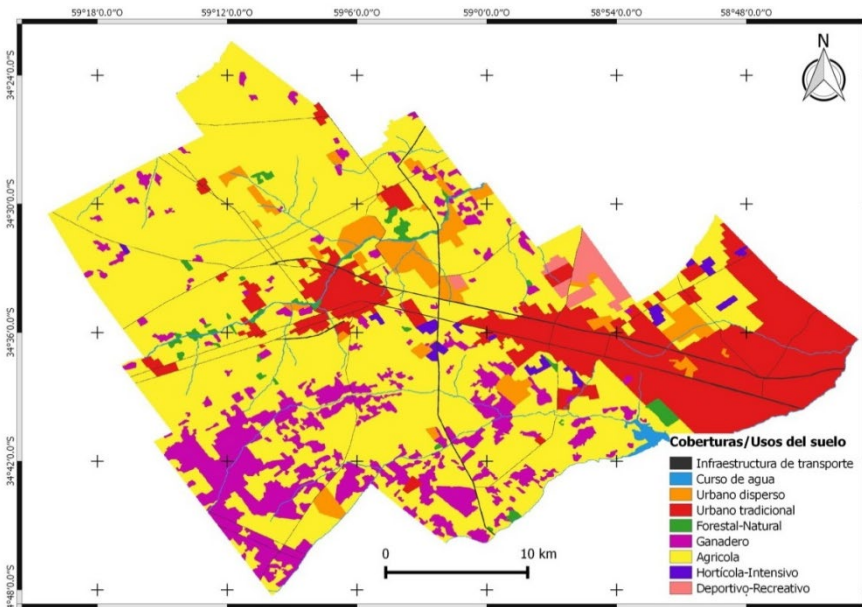 59°18'0.0"O 59°12'0.0"O 59°6'0.0"O 59°0'0.0"O 58°54'0.0"O 58°48'0.0"O
N
34°24'0.0"S
34°30'0.0"S
34°36'0.0"S
34°42'0.0"S
34°48'0.0"S
Coberturas/Usos del suelo
Infraestructura de transporte
Curso de agua
Urbano disperso
Urbano tradicional
Forestal-Natural
Ganadero
Agricola
Hortícola-Intensivo
Deportivo-Recreativo
0 10 km